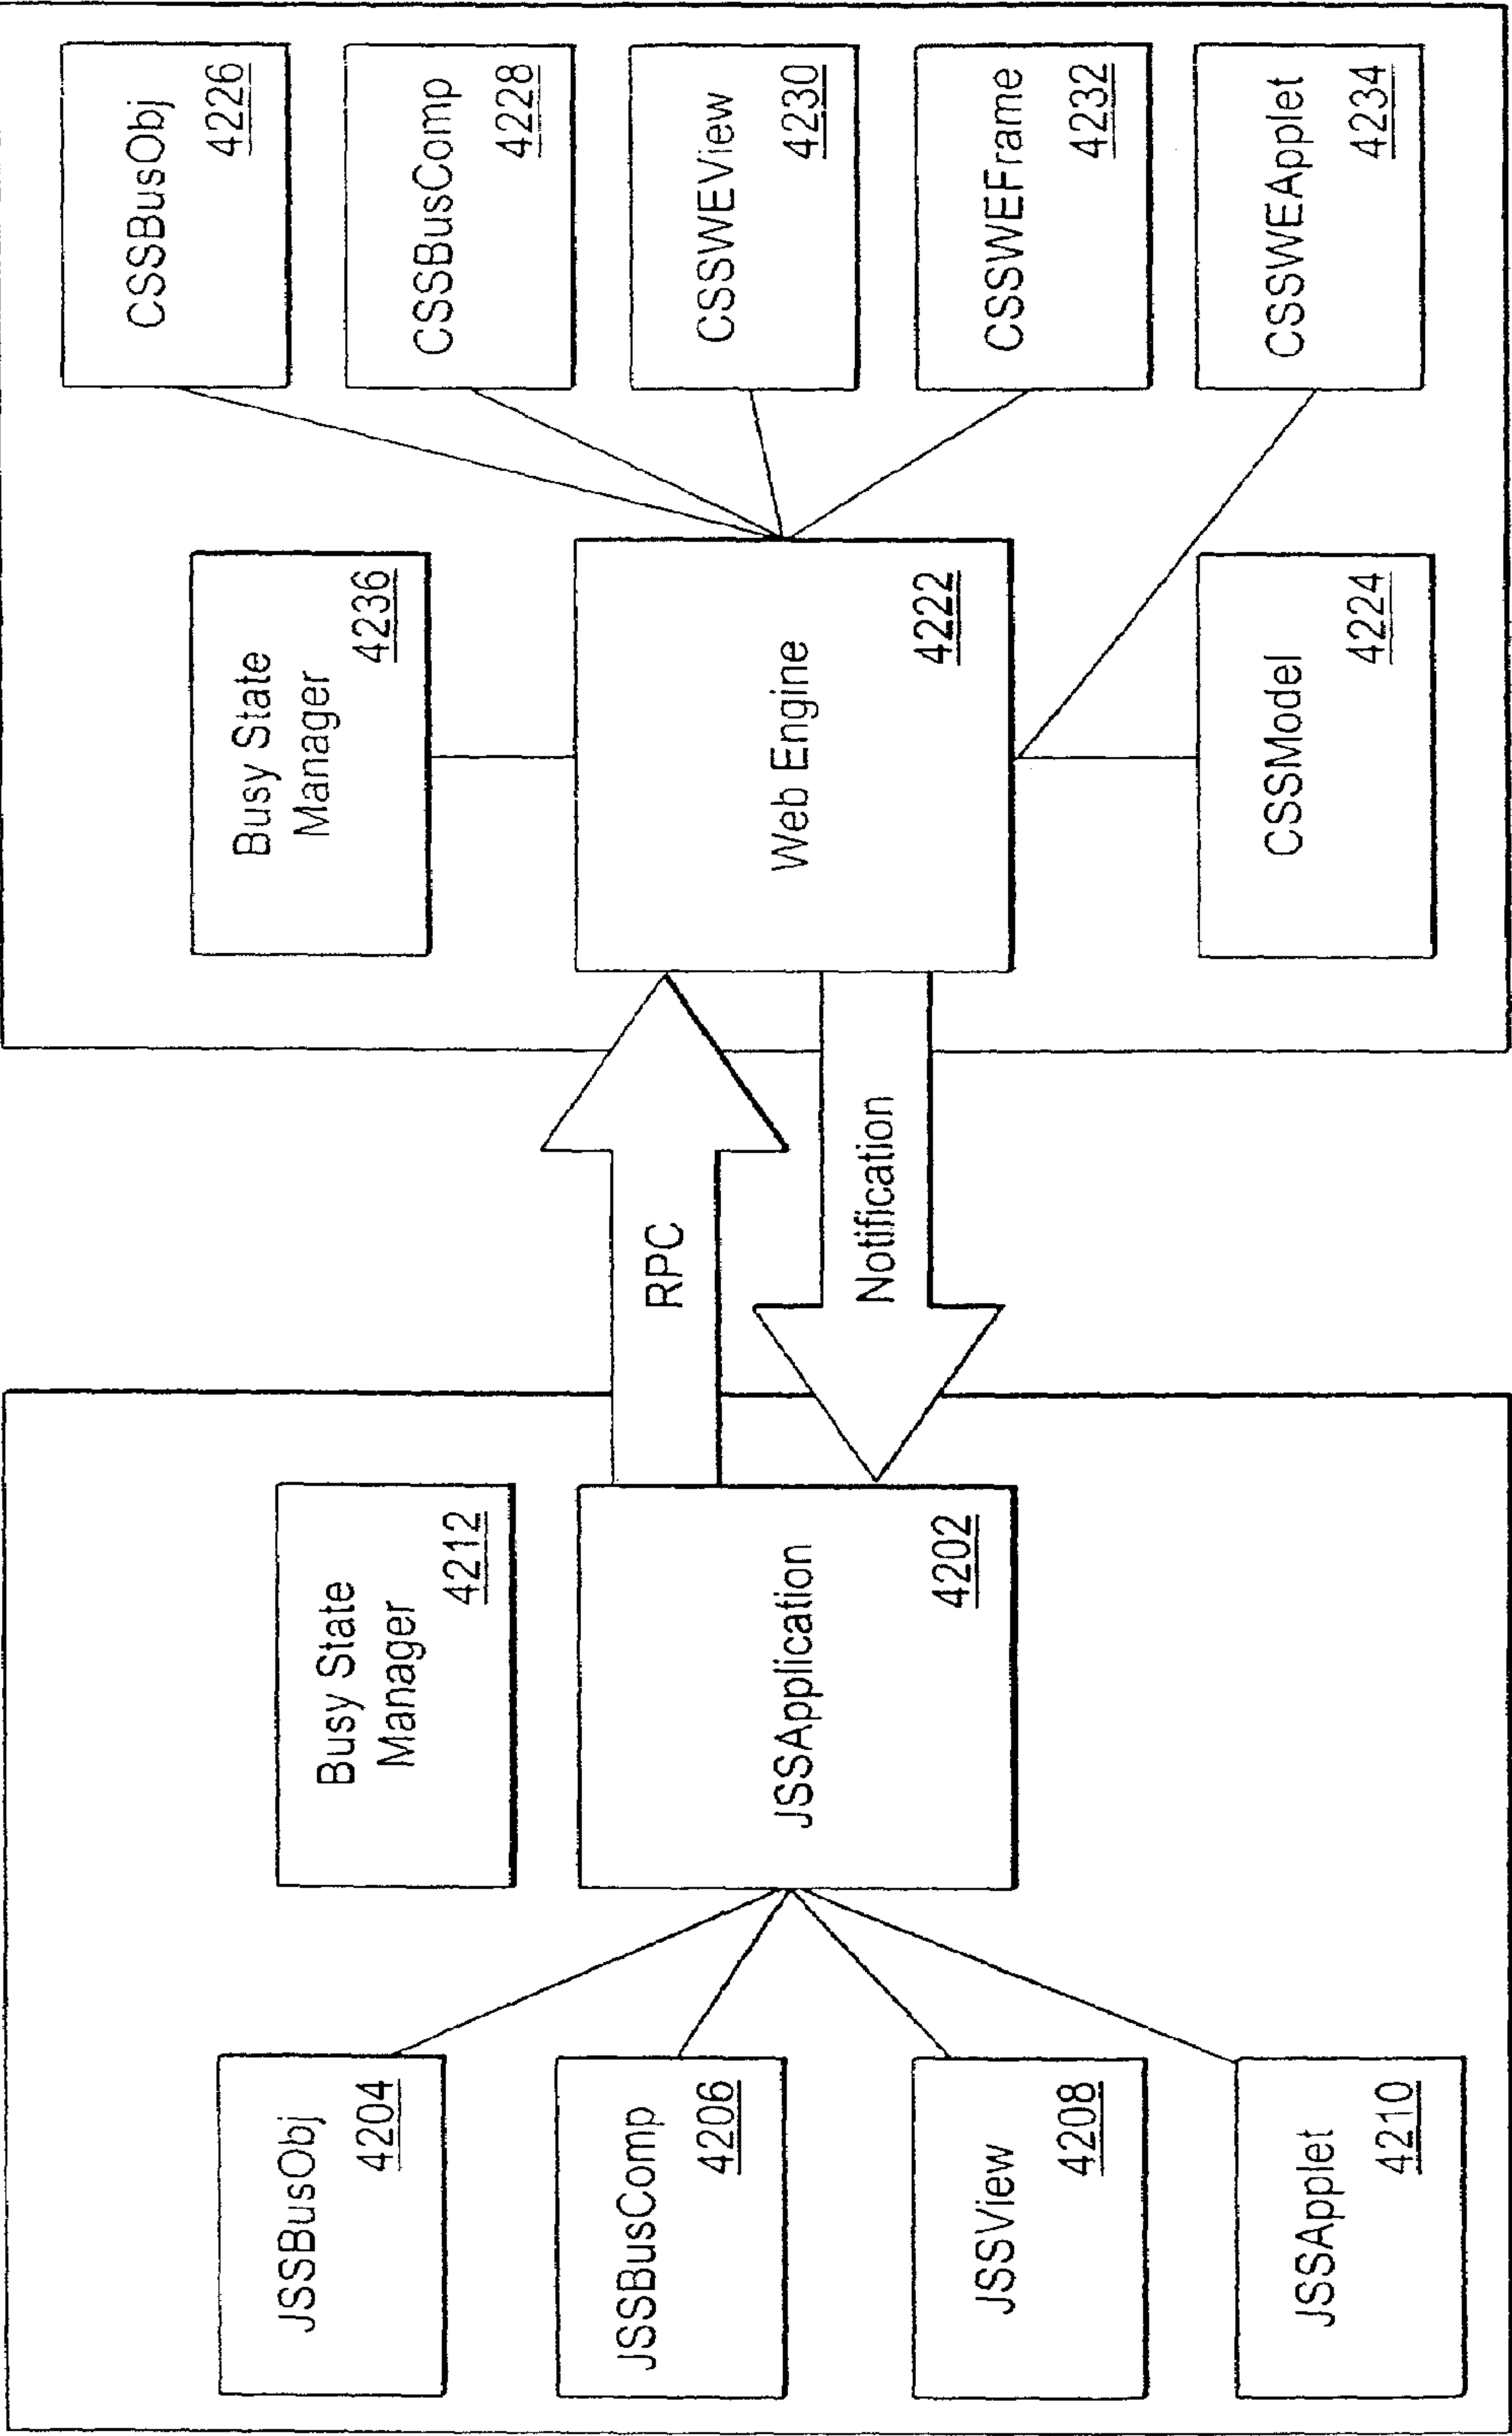 JSSBusObj
4204
JSSBusComp
4206
JSSView
4208
JSSApplet
4210
Busy State
Manager
4212
JSSApplication
4202
RPC
Notification
Busy State
Manager
4236
Web Engine
4222
CSSModel
4224
CSSBusObj
4226
CSSBusComp
4228
CSSWEView
4230
CSSWEFrame
4232
CSSWEApplet
4234